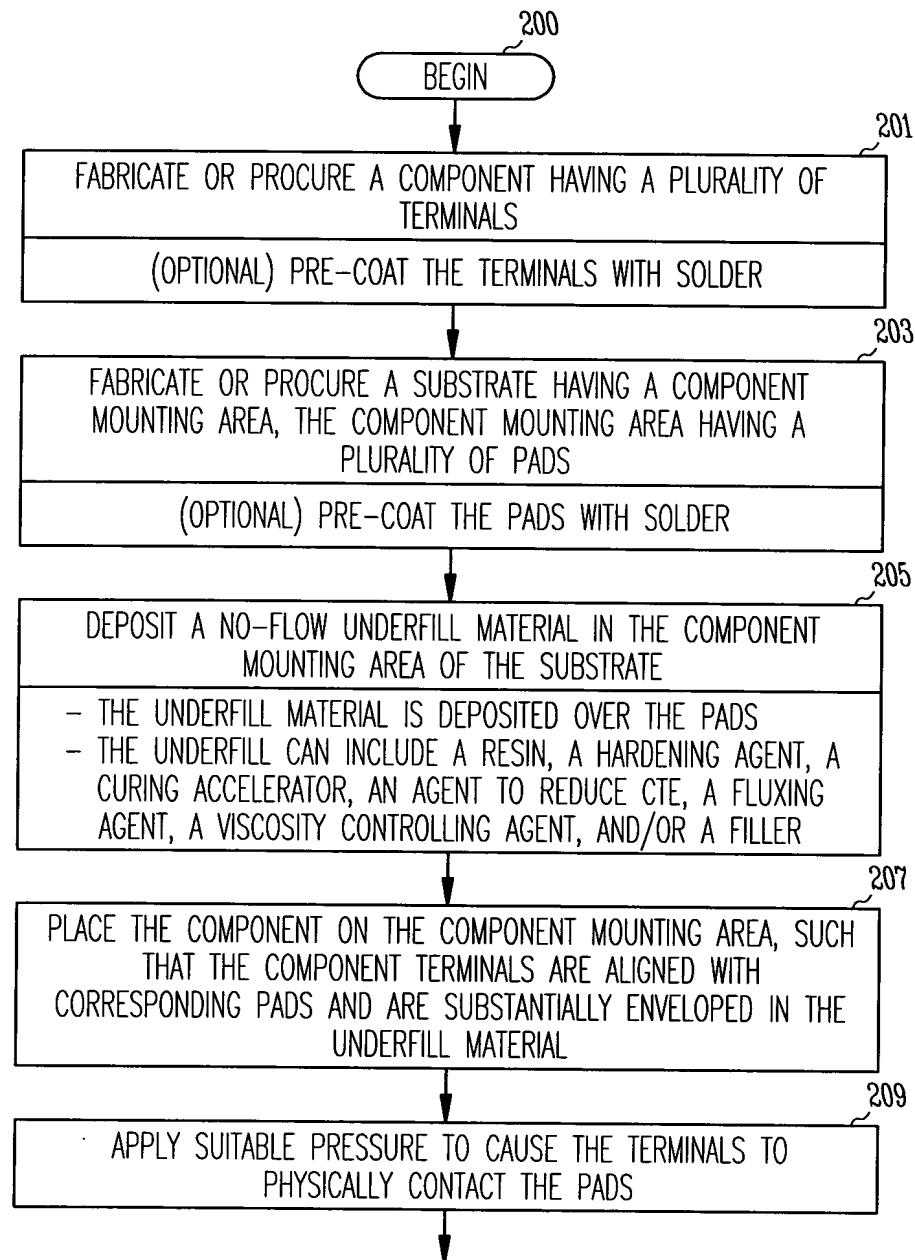 200
BEGIN
201
FABRICATE OR PROCURE A COMPONENT HAVING A PLURALITY OF
TERMINALS
(OPTIONAL) PRE-COAT THE TERMINALS WITH SOLDER
203
FABRICATE OR PROCURE A SUBSTRATE HAVING A COMPONENT
MOUNTING AREA, THE COMPONENT MOUNTING AREA HAVING A
PLURALITY OF PADS
(OPTIONAL) PRE-COAT THE PADS WITH SOLDER
205
DEPOSIT A NO-FLOW UNDERFILL MATERIAL IN THE COMPONENT
MOUNTING AREA OF THE SUBSTRATE
- THE UNDERFILL MATERIAL IS DEPOSITED OVER THE PADS
- THE UNDERFILL CAN INCLUDE A RESIN, A HARDENING AGENT, A
CURING ACCELERATOR, AN AGENT TO REDUCE CTE, A FLUXING
AGENT, A VISCOSITY CONTROLLING AGENT, AND/OR A FILLER
207
PLACE THE COMPONENT ON THE COMPONENT MOUNTING AREA, SUCH
THAT THE COMPONENT TERMINALS ARE ALIGNED WITH
CORRESPONDING PADS AND ARE SUBSTANTIALLY ENVELOPED IN THE
UNDERFILL MATERIAL
209
APPLY SUITABLE PRESSURE TO CAUSE THE TERMINALS TO
PHYSICALLY CONTACT THE PADS